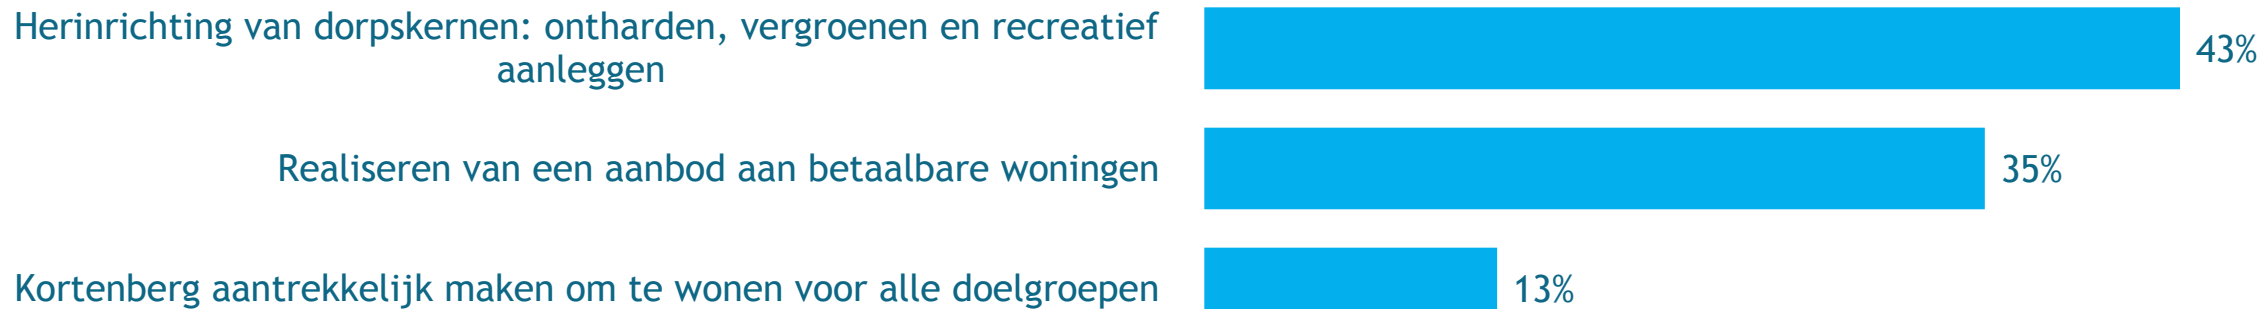 Herinrichting van dorpskernen: ontharden, vergroenen en recreatief
aanleggen
43%
Realiseren van een aanbod aan betaalbare woningen
35%
Kortenberg aantrekkelijk maken om te wonen voor alle doelgroepen
13%